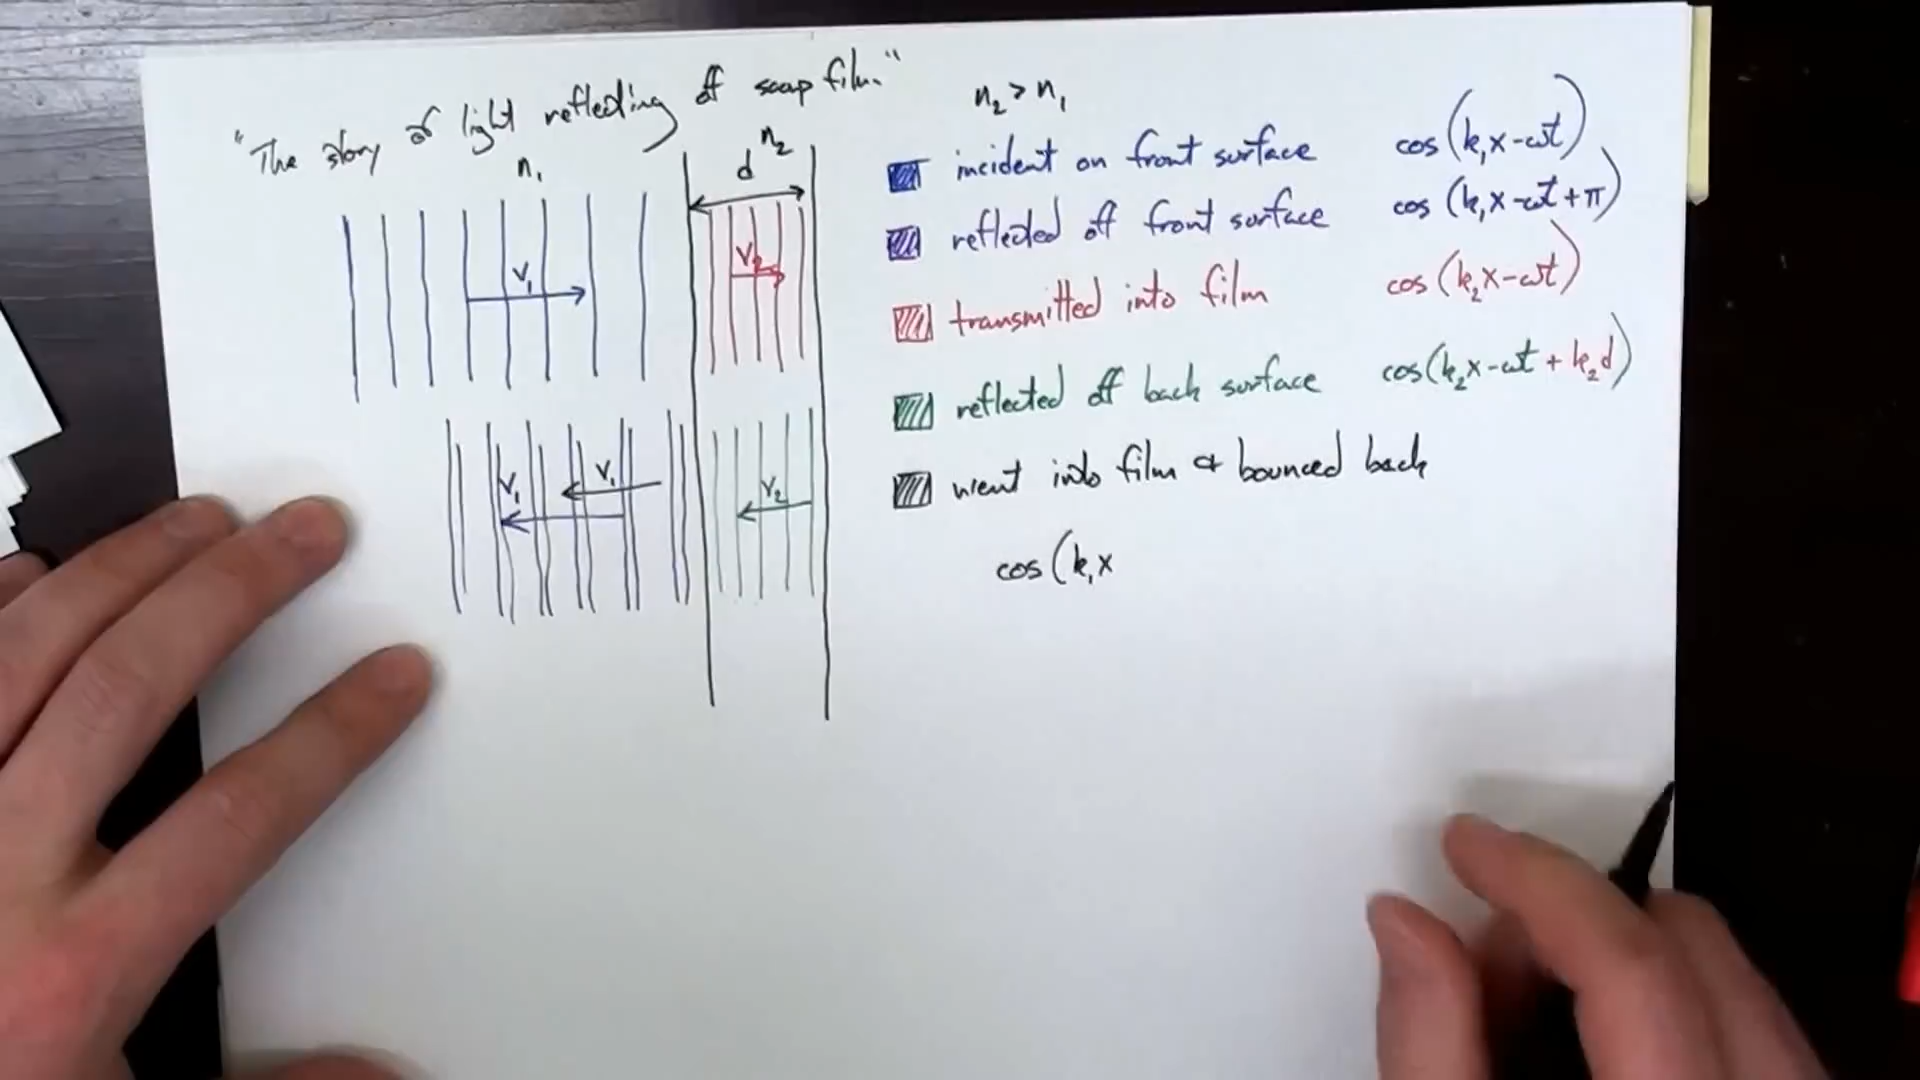 "The story of light reflecting off soap film."
n₁
d
n₂
V₁
V₂
V₁
V₁
V₂
n₂ > n₁
incident on front surface cos(k₁x-ωt)
reflected off front surface cos(k₁x-ωt+π)
transmitted into film cos(k₂x-ωt)
reflected off back surface cos(k₂x-ωt+k₂d)
went into film & bounced back
cos(k₁x